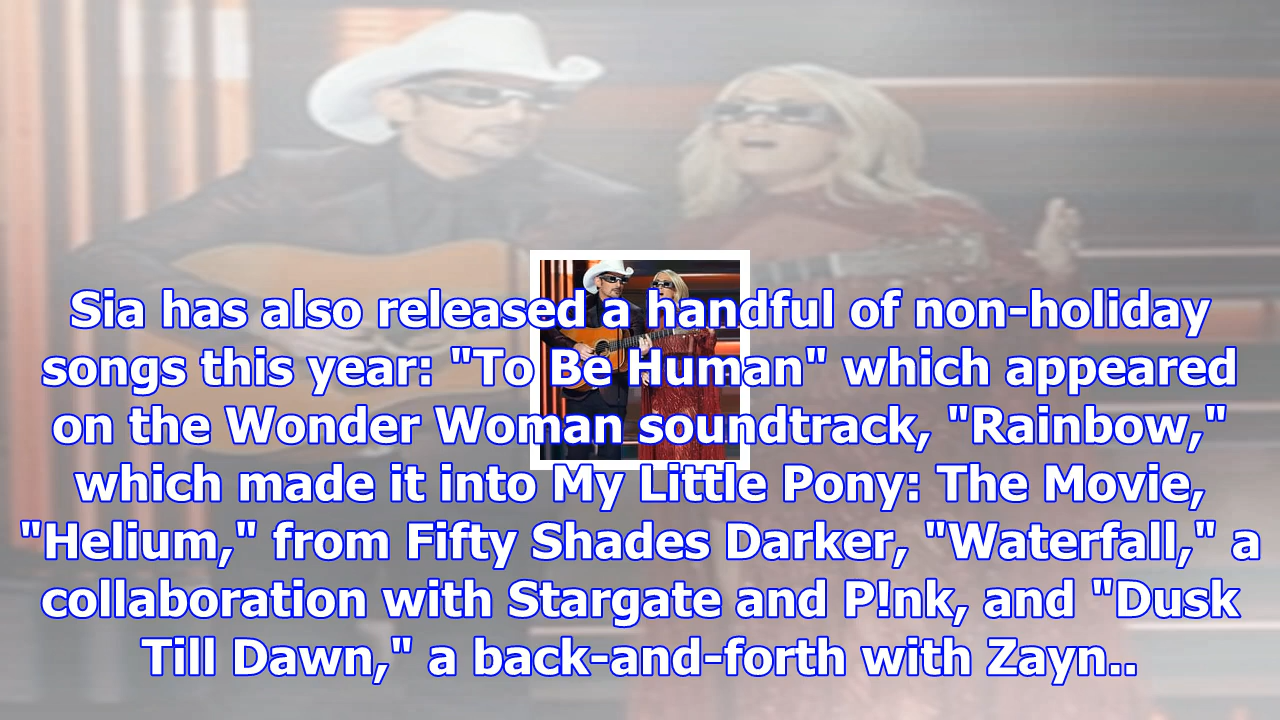 Sia has also released a handful of non-holiday
songs this year: "To Be Human" which appeared
on the Wonder Woman soundtrack, "Rainbow,"
which made it into My Little Pony: The Movie,
"Helium," from Fifty Shades Darker, "Waterfall," a
collaboration with Stargate and P!nk, and "Dusk
Till Dawn," a back-and-forth with Zayn..